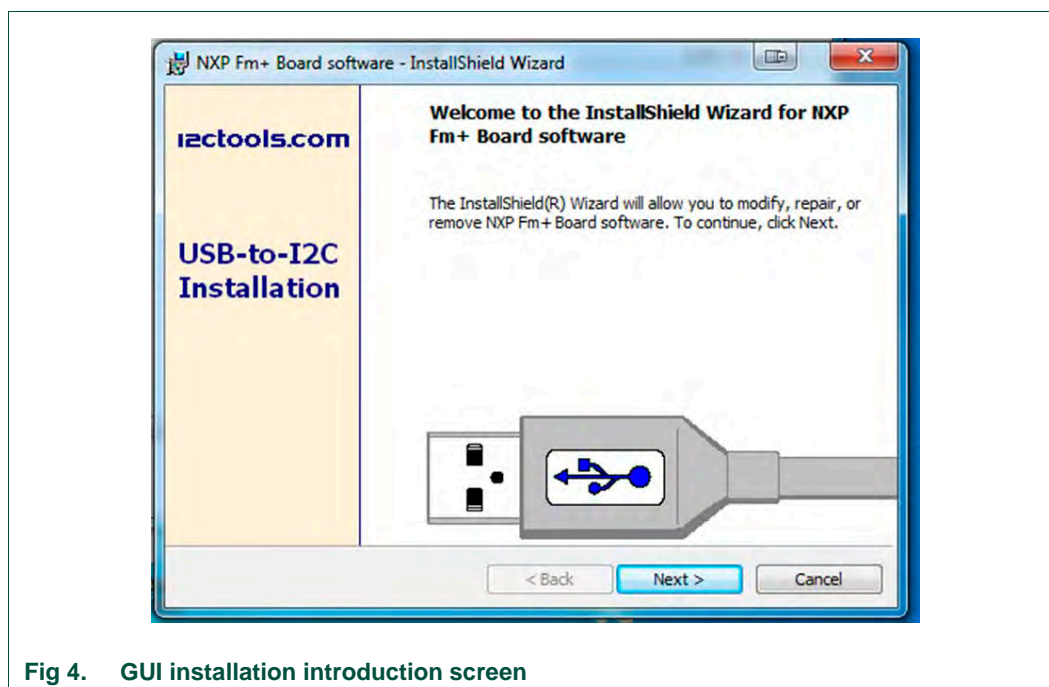 NXP Fm+ Board software - InstallShield Wizard
i2ctools.com
USB-to-I2C
Installation
Welcome to the InstallShield Wizard for NXP
Fm+ Board software
The InstallShield(R) Wizard will allow you to modify, repair, or
remove NXP Fm+ Board software. To continue, click Next.
< Back
Next >
Cancel
Fig 4. GUI installation introduction screen